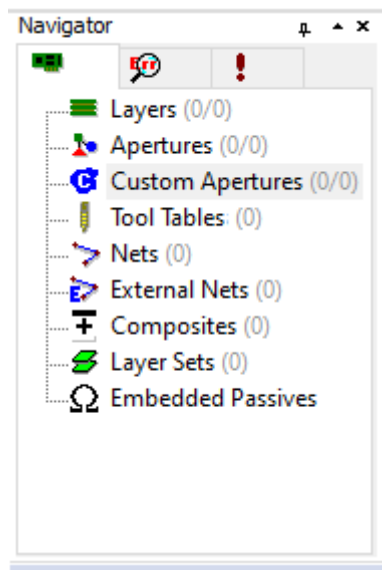 Navigator
Err
Layers (0/0)
Apertures (0/0)
Custom Apertures (0/0)
Tool Tables (0)
Nets (0)
External Nets (0)
Composites (0)
Layer Sets (0)
Embedded Passives